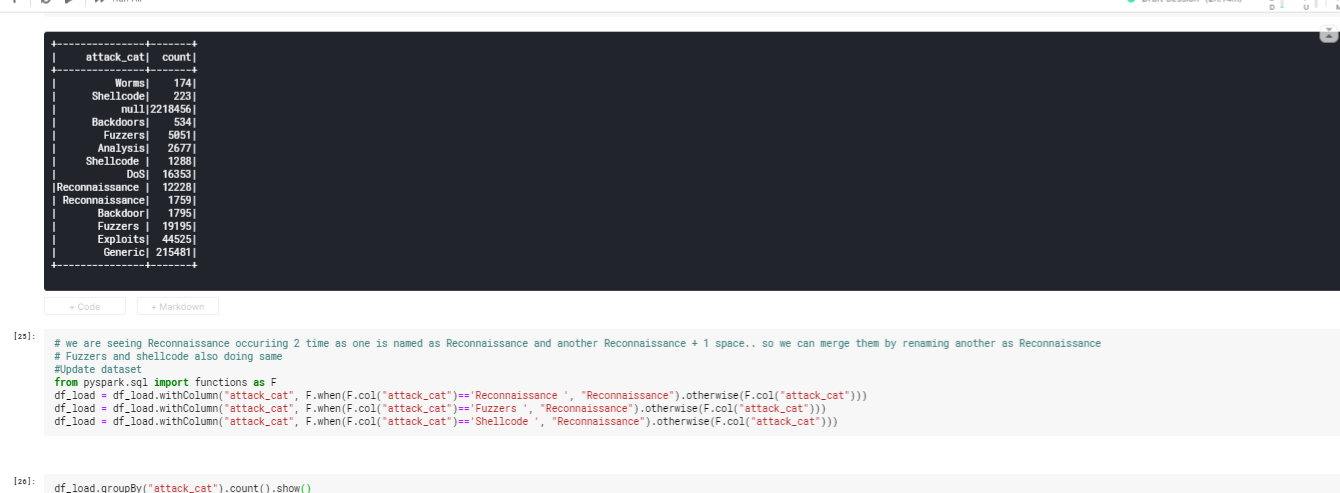 +---------------+-------+
|     attack_cat|  count|
+---------------+-------+
|          Worms|    174|
|      Shellcode|    223|
|           null|2218456|
|      Backdoors|    534|
|        Fuzzers|   5051|
|       Analysis|   2677|
|     Shellcode |   1288|
|            DoS|  16353|
|Reconnaissance |  12228|
| Reconnaissance|   1759|
|       Backdoor|   1795|
|       Fuzzers |  19195|
|       Exploits|  44525|
|        Generic| 215481|
+---------------+-------+
+ Code + Markdown
[25]:
# we are seeing Reconnaissance occuriing 2 time as one is named as Reconnaissance and another Reconnaissance + 1 space.. so we can merge them by renaming another as Reconnaissance
# Fuzzers and shellcode also doing same
#Update dataset
from pyspark.sql import functions as F
df_load = df_load.withColumn("attack_cat", F.when(F.col("attack_cat")=='Reconnaissance ', "Reconnaissance").otherwise(F.col("attack_cat")))
df_load = df_load.withColumn("attack_cat", F.when(F.col("attack_cat")=='Fuzzers ', "Reconnaissance").otherwise(F.col("attack_cat")))
df_load = df_load.withColumn("attack_cat", F.when(F.col("attack_cat")=='Shellcode ', "Reconnaissance").otherwise(F.col("attack_cat")))
[26]:
df_load.groupBy("attack_cat").count().show()